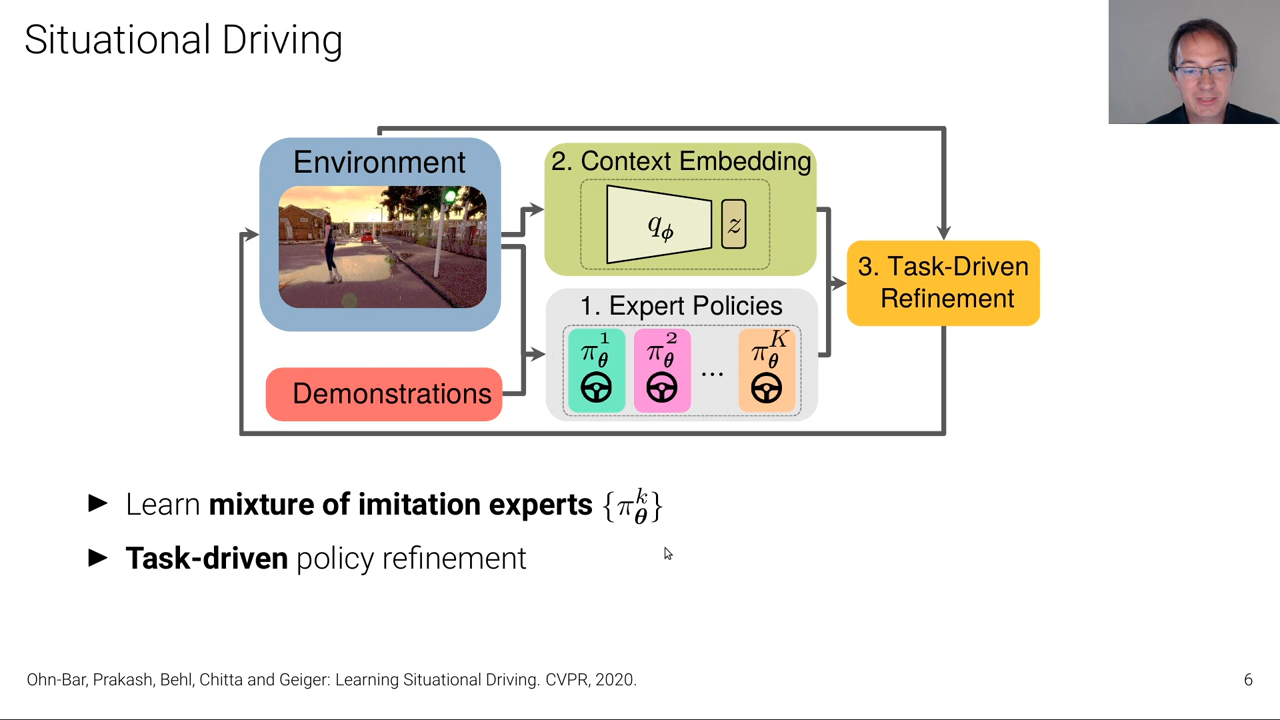 Situational Driving
Environment
2. Context Embedding
qϕ
z
3. Task-Driven
Refinement
1. Expert Policies
π¹θ π²θ ... πᴷθ
Demonstrations
► Learn mixture of imitation experts {πᵏθ}
► Task-driven policy refinement
Ohn-Bar, Prakash, Behl, Chitta and Geiger: Learning Situational Driving. CVPR, 2020.
6